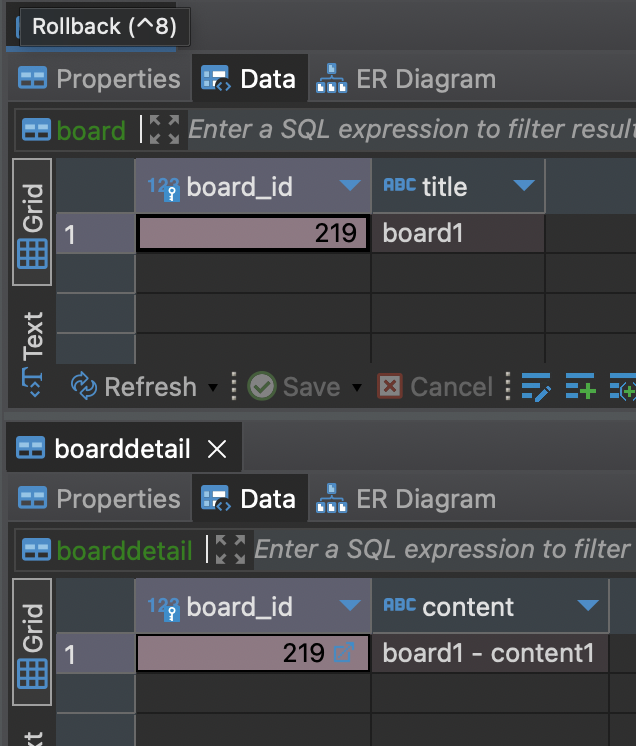 Rollback (^8)
Properties Data ER Diagram
board Enter a SQL expression to filter result
Grid
123 board_id ABC title
1 219 board1
Text
T
Refresh Save Cancel
boarddetail
Properties Data ER Diagram
boarddetail Enter a SQL expression to filter
Grid
123 board_id ABC content
1 219 board1 - content1
xt